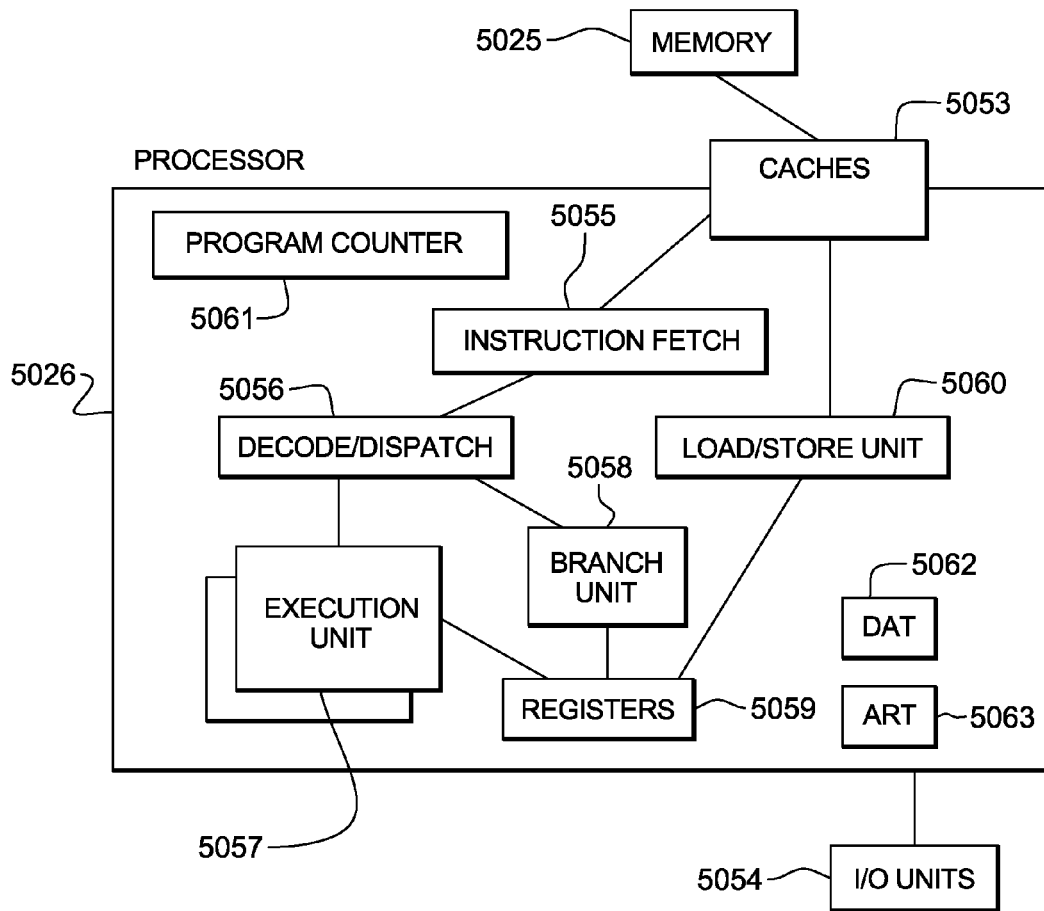 5025
MEMORY
5053
CACHES
PROCESSOR
PROGRAM COUNTER
5061
5055
INSTRUCTION FETCH
5026
5056
DECODE/DISPATCH
5060
LOAD/STORE UNIT
5058
BRANCH
UNIT
EXECUTION
UNIT
5062
DAT
REGISTERS
5059
ART
5063
5057
5054
I/O UNITS